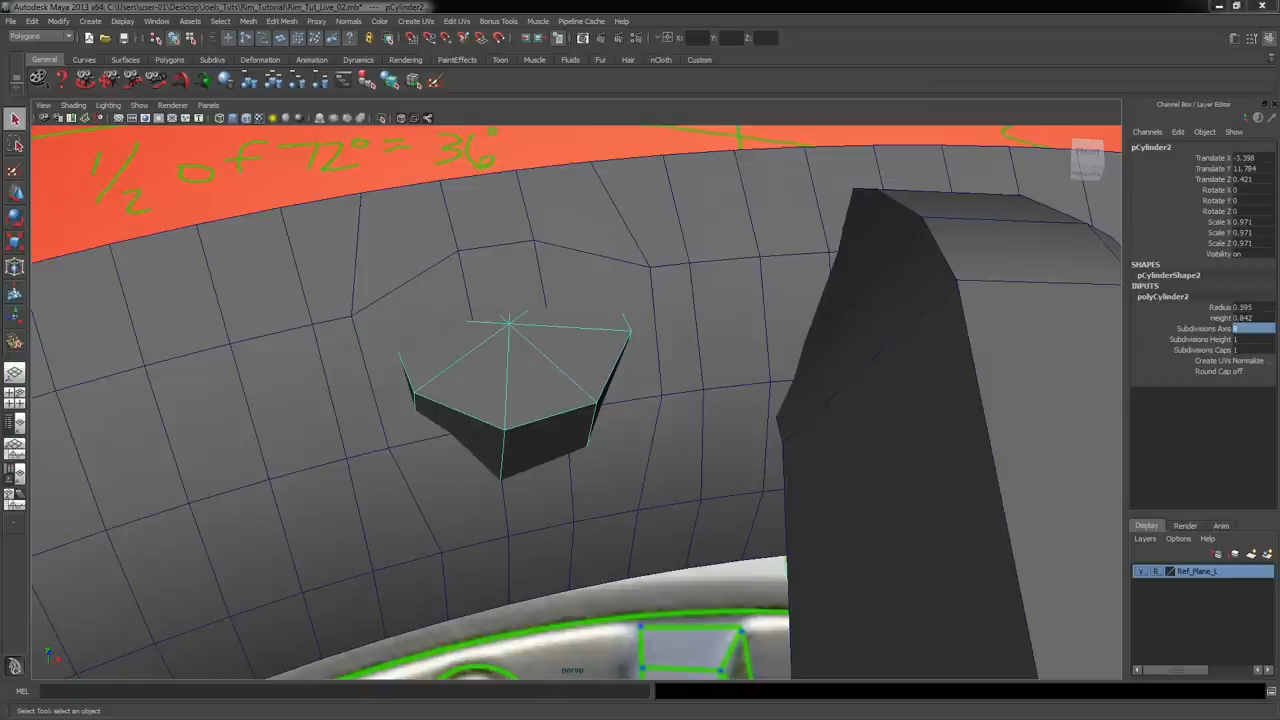 Autodesk Maya 2013 x64: C:\Users\user-01\Desktop\Joels_Tuts\Rim_Tutorial\Rim_Tut_Live_02.mb* --- pCylinder2...
File Edit Modify Create Display Window Assets Select Mesh Edit Mesh Proxy Normals Color Create UVs Edit UVs Bonus Tools Muscle Pipeline Cache Help
Polygons X: Y: Z:
General Curves Surfaces Polygons Subdivs Deformation Animation Dynamics Rendering PaintEffects Toon Muscle Fluids Fur Hair nCloth Custom
View Shading Lighting Show Renderer Panels
1/2 of 72° = 36°
FRONT
persp
Channel Box / Layer Editor
Channels Edit Object Show
pCylinder2
Translate X -3.398
Translate Y 11.784
Translate Z 0.421
Rotate X 0
Rotate Y 0
Rotate Z 0
Scale X 0.971
Scale Y 0.971
Scale Z 0.971
Visibility on
SHAPES
pCylinderShape2
INPUTS
polyCylinder2
Radius 0.595
Height 0.842
Subdivisions Axis 8
Subdivisions Height 1
Subdivisions Caps 1
Create UVs Normalize ...
Round Cap off
Display Render Anim
Layers Options Help
V R Ref_Plane_L
MEL
Select Tool: select an object